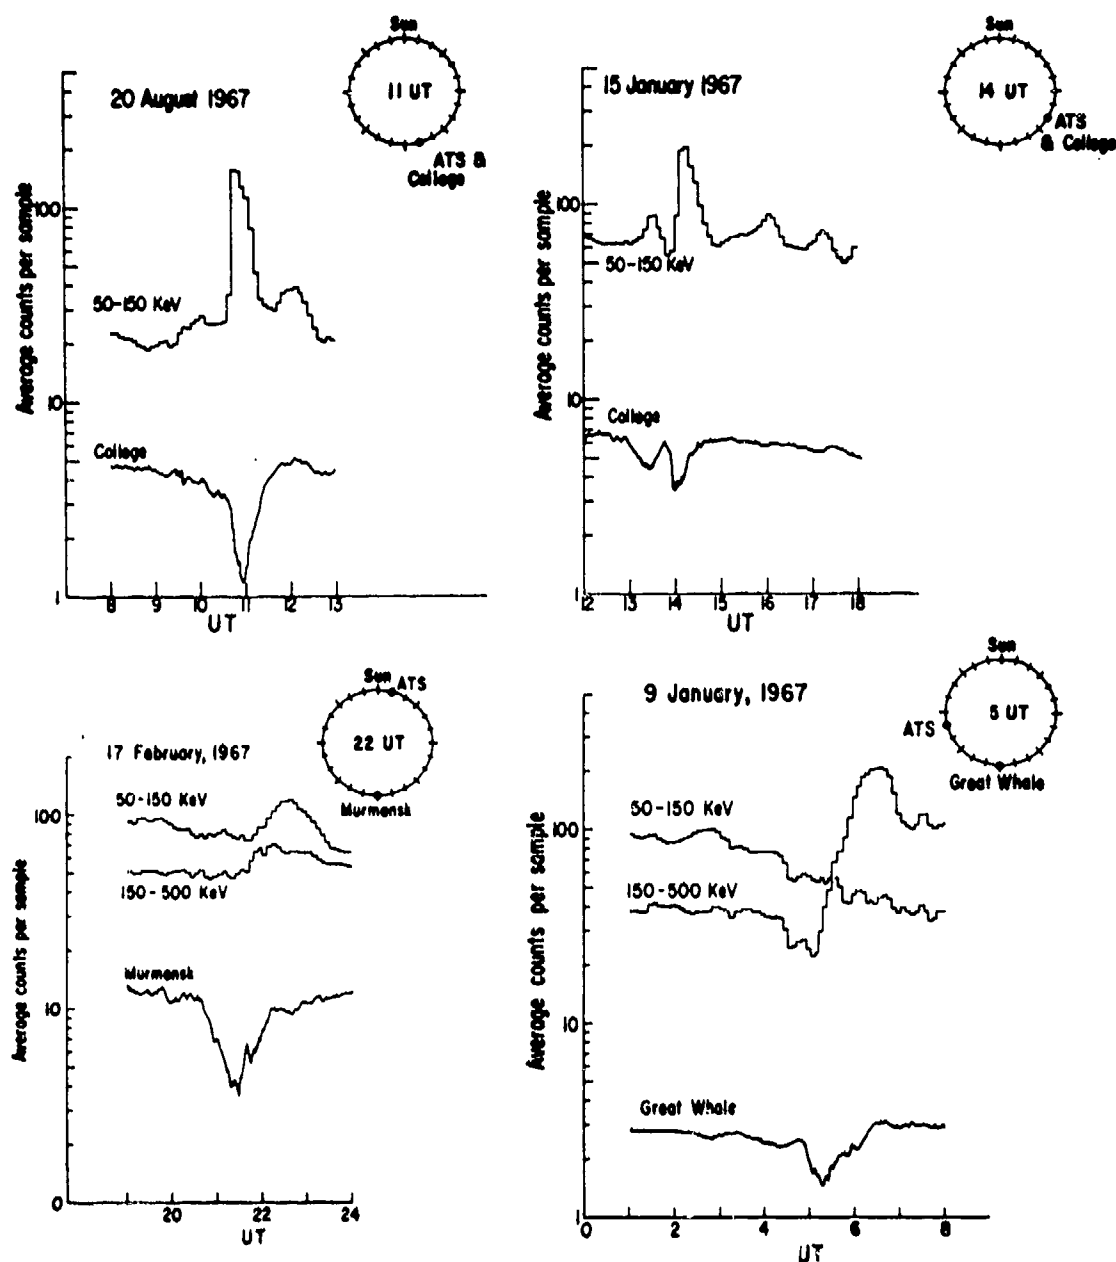 Sun
11 UT
20 August 1967
ATS &
College
Average counts per sample
100
10
1
50-150 KeV
College
8 9 10 11 12 13
UT
Sun
14 UT
15 January 1967
ATS
& College
Average counts per sample
100
10
1
50-150 KeV
College
12 13 14 15 16 17 18
UT
Sun
ATS
22 UT
17 February, 1967
Murmansk
Average counts per sample
100
10
0
50-150 KeV
150-500 KeV
Murmansk
20 22 24
UT
Sun
5 UT
9 January, 1967
ATS
Great Whale
Average counts per sample
100
10
1
50-150 KeV
150-500 KeV
Great Whale
0 2 4 6 8
UT